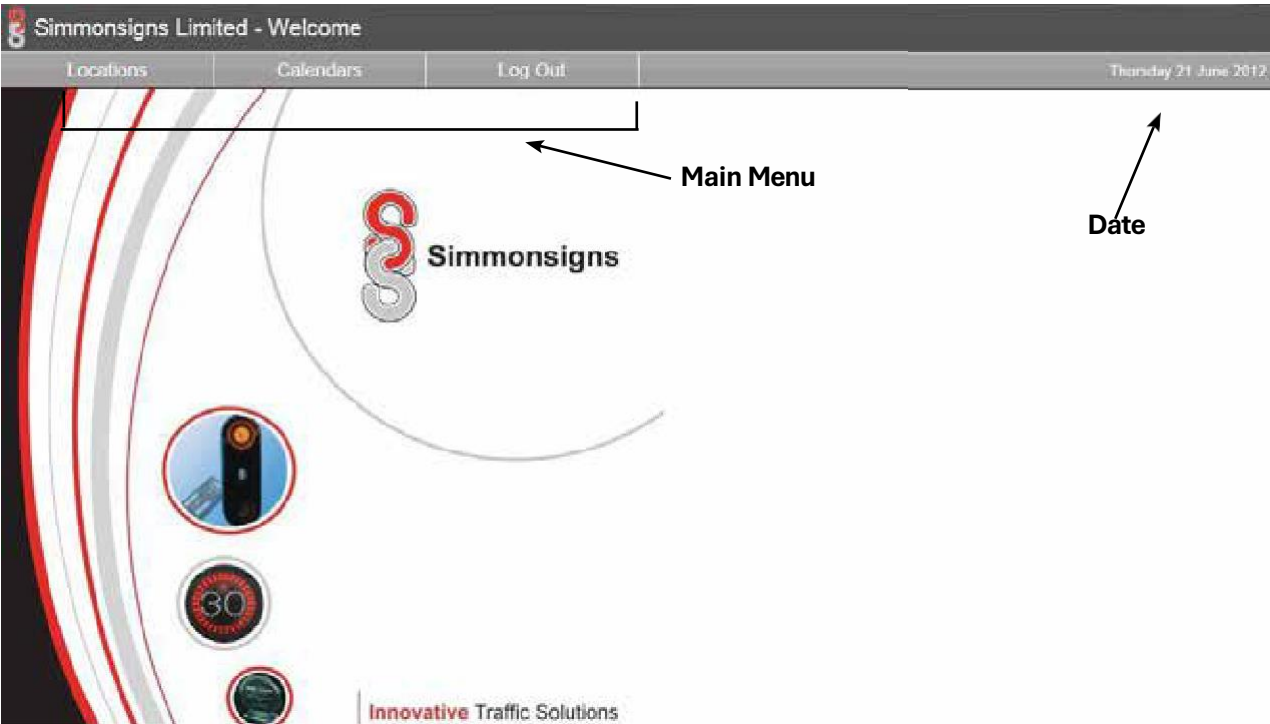 Simmonsigns Limited - Welcome
Locations Calendars Log Out Thursday 21 June 2012
Main Menu
Date
Simmonsigns
30
Innovative Traffic Solutions